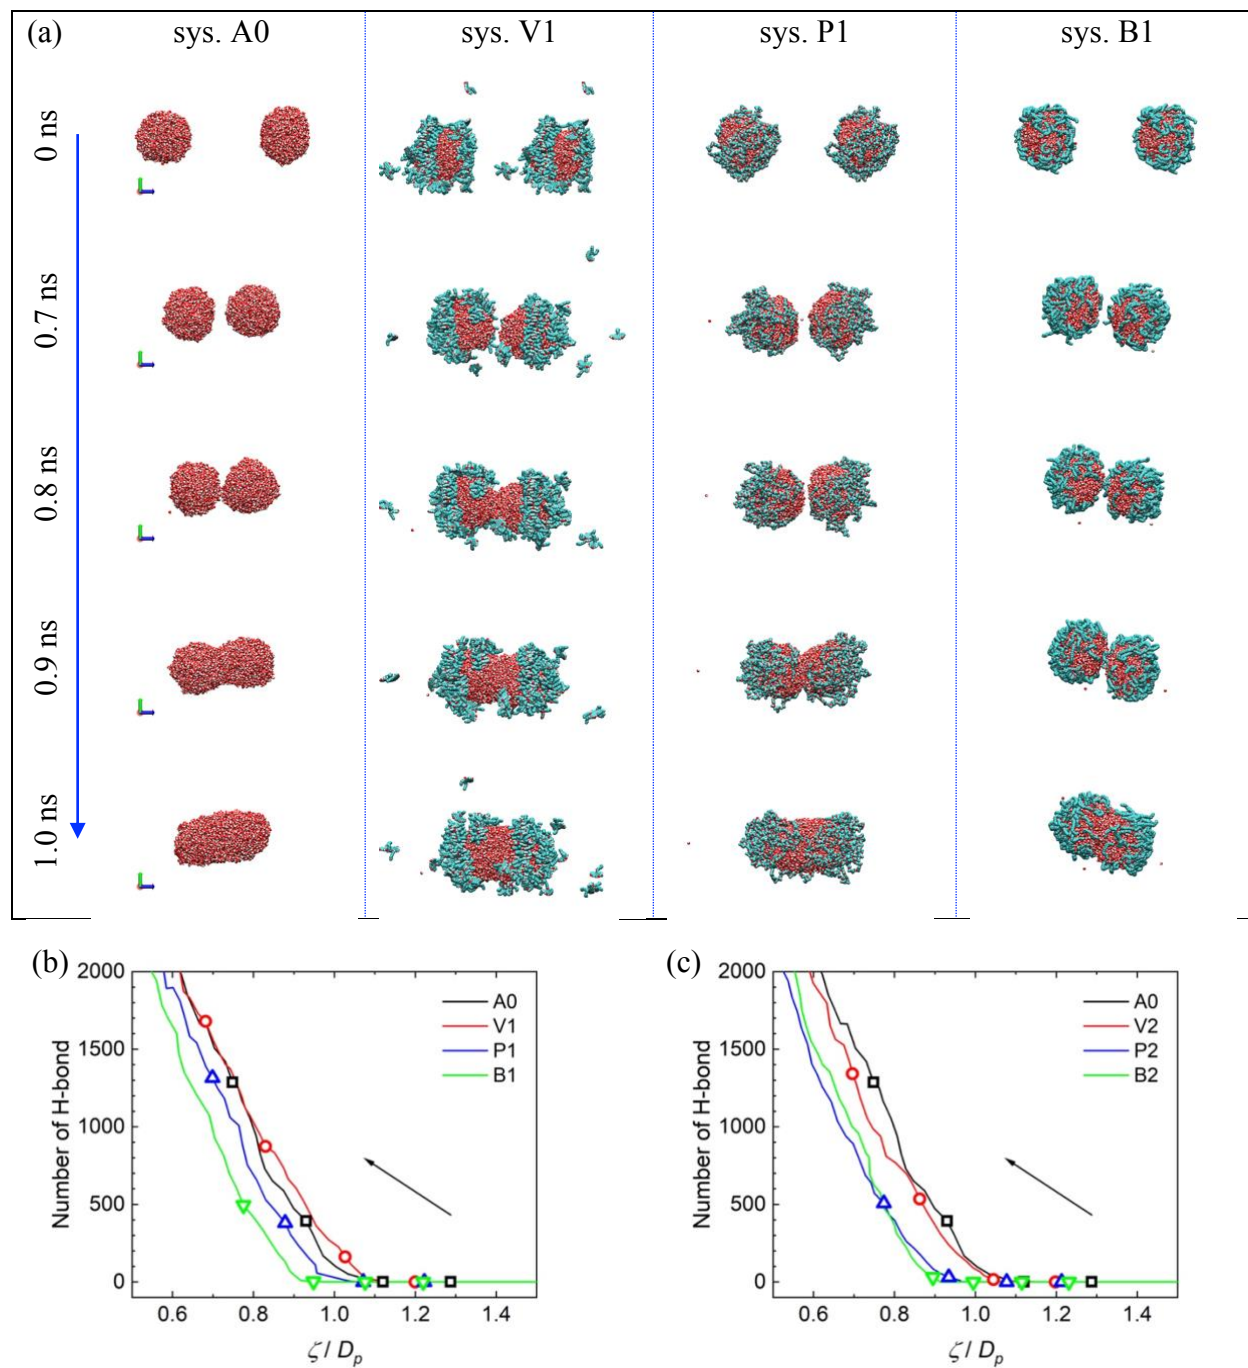 (a) sys. A0 sys. V1 sys. P1 sys. B1
0 ns
0.7 ns
0.8 ns
0.9 ns
1.0 ns
(b)
2000
1500
1000
500
0
Number of H-bond
A0
V1
P1
B1
0.6 0.8 1.0 1.2 1.4
ζ / Dp
(c)
2000
1500
1000
500
0
Number of H-bond
A0
V2
P2
B2
0.6 0.8 1.0 1.2 1.4
ζ / Dp